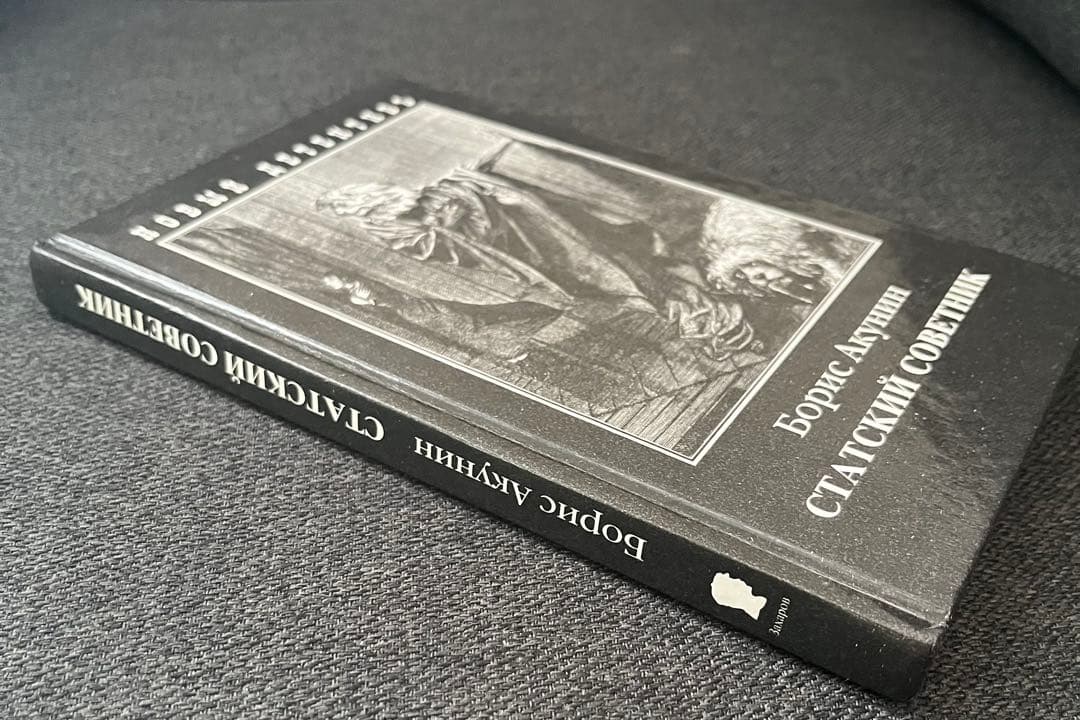 НОВЫЙ ДЕТЕКТИВЪ
Борис Акунин
СТАТСКИЙ СОВЕТНИК
Борис Акунин СТАТСКИЙ СОВЕТНИК
Захаров